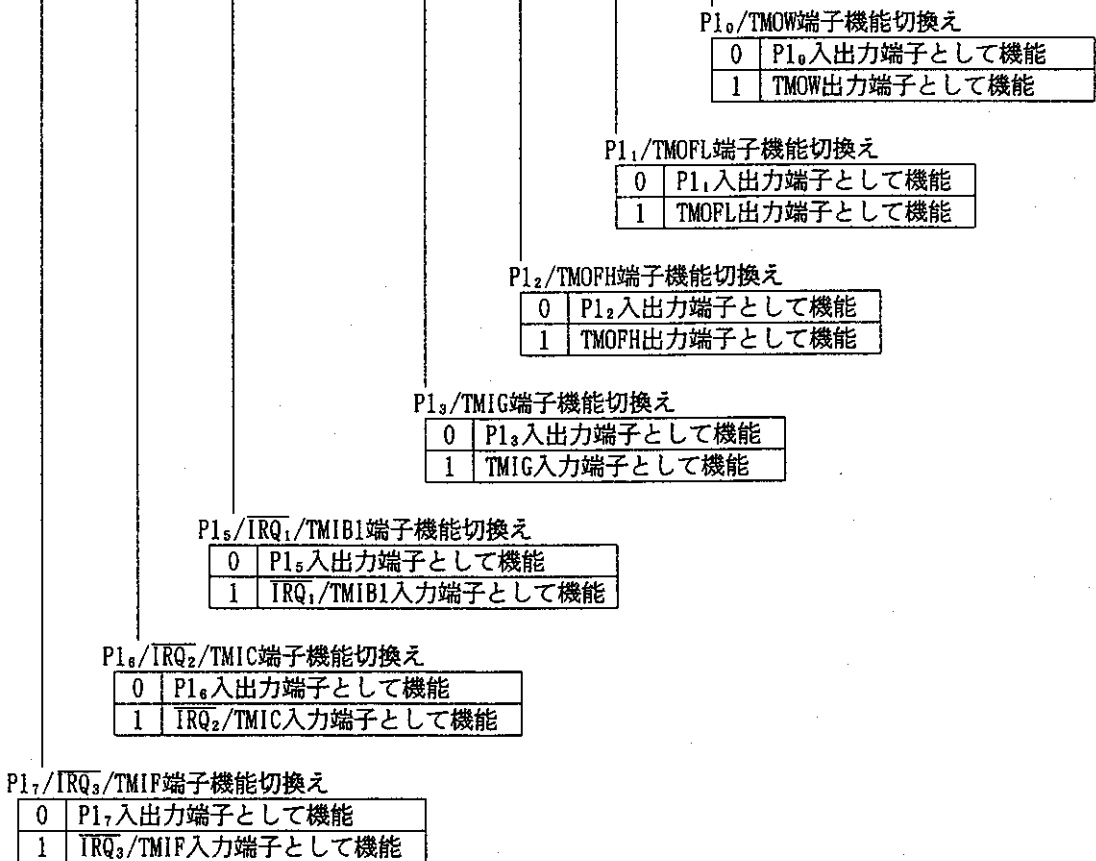 P1₀/TMOW端子機能切換え
0 P1₀入出力端子として機能
1 TMOW出力端子として機能
P1₁/TMOFL端子機能切換え
0 P1₁入出力端子として機能
1 TMOFL出力端子として機能
P1₂/TMOFH端子機能切換え
0 P1₂入出力端子として機能
1 TMOFH出力端子として機能
P1₃/TMIG端子機能切換え
0 P1₃入出力端子として機能
1 TMIG入力端子として機能
P1₅/I̅R̅Q̅₁/TMIB1端子機能切換え
0 P1₅入出力端子として機能
1 I̅R̅Q̅₁/TMIB1入力端子として機能
P1₆/I̅R̅Q̅₂/TMIC端子機能切換え
0 P1₆入出力端子として機能
1 I̅R̅Q̅₂/TMIC入力端子として機能
P1₇/I̅R̅Q̅₃/TMIF端子機能切換え
0 P1₇入出力端子として機能
1 I̅R̅Q̅₃/TMIF入力端子として機能